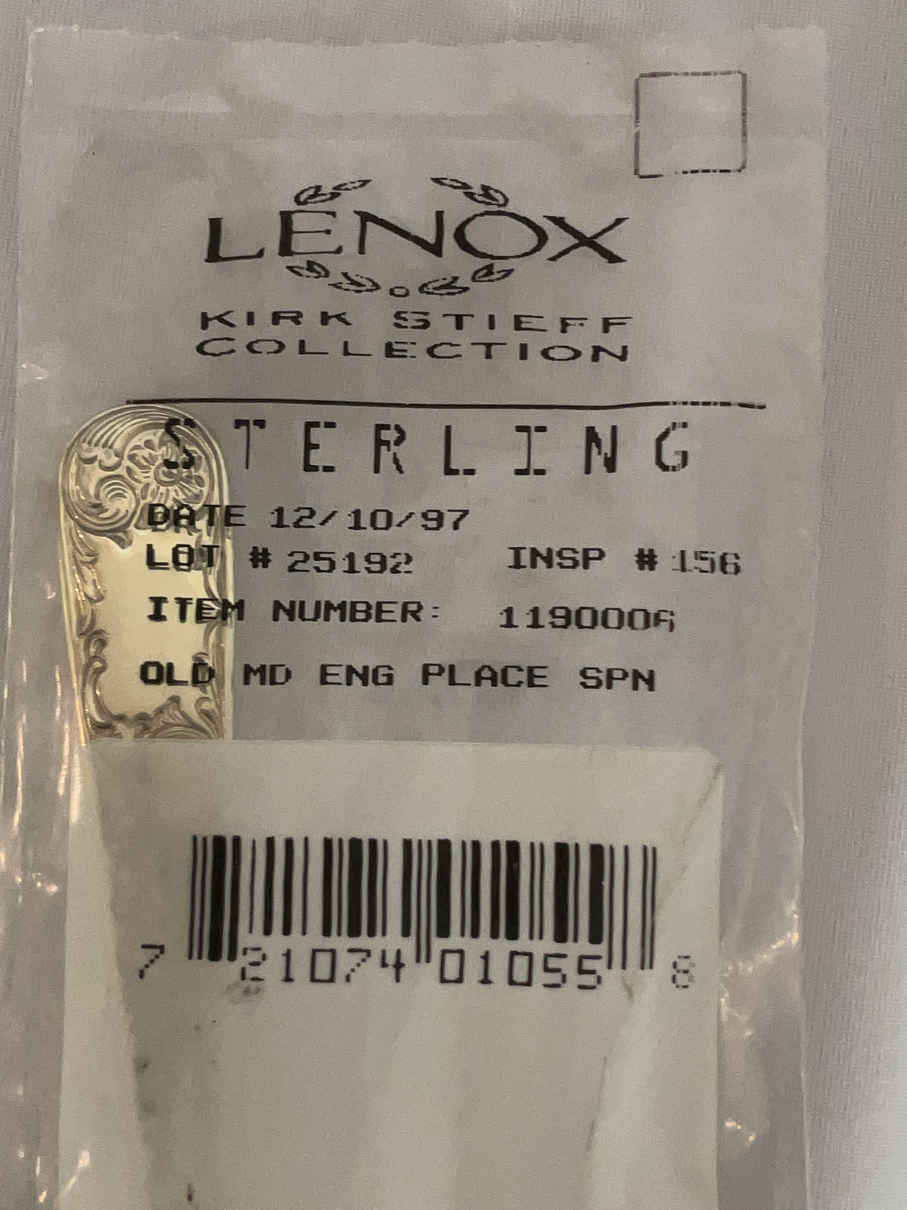 LENOX
KIRK STIEFF
COLLECTION
STERLING
DATE 12/10/97
LOT # 25192 INSP # 156
ITEM NUMBER: 1190006
OLD MD ENG PLACE SPN
7 21074 01055 8